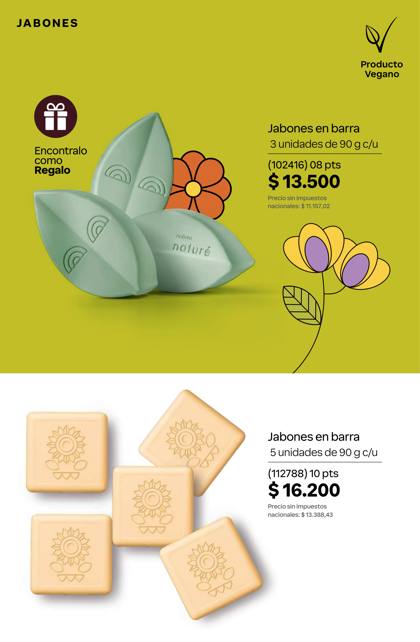 JABONES
Producto
Vegano
Encontralo
como
Regalo
natura
naturé
Jabones en barra
3 unidades de 90 g c/u
(102416) 08 pts
$ 13.500
Precio sin impuestos
nacionales: $ 11.157,02
Jabones en barra
5 unidades de 90 g c/u
(112788) 10 pts
$ 16.200
Precio sin impuestos
nacionales: $ 13.388,43